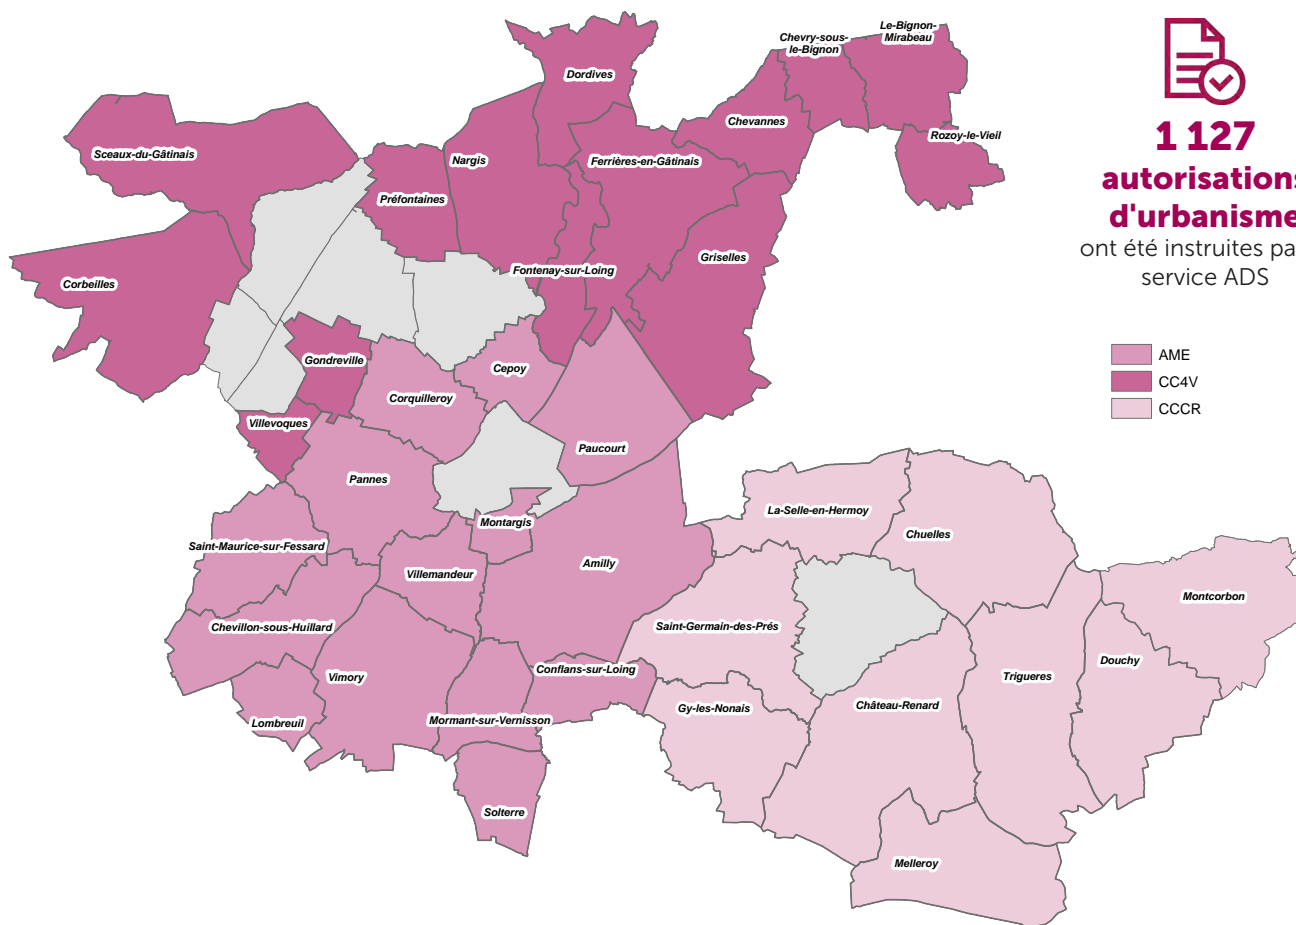 Le-Bignon-
Mirabeau
Chevry-sous-
le-Bignon
Dordives
Chevannes
Rozoy-le-Vieil
Sceaux-du-Gâtinais
Nargis
Ferrières-en-Gâtinais
Préfontaines
Griselles
Fontenay-sur-Loing
Corbeilles
Gondreville
Cepoy
Corquilleroy
Villevoques
Paucourt
Pannes
Montargis
Saint-Maurice-sur-Fessard
Villemandeur
Amilly
Chevillon-sous-Huillard
Vimory
Conflans-sur-Loing
Lombreuil
Mormant-sur-Vernisson
Solterre
La-Selle-en-Hermoy
Chuelles
Montcorbon
Saint-Germain-des-Prés
Douchy
Trigueres
Gy-les-Nonais
Château-Renard
Melleroy
1 127
autorisations
d'urbanisme
ont été instruites pa
service ADS
AME
CC4V
CCCR